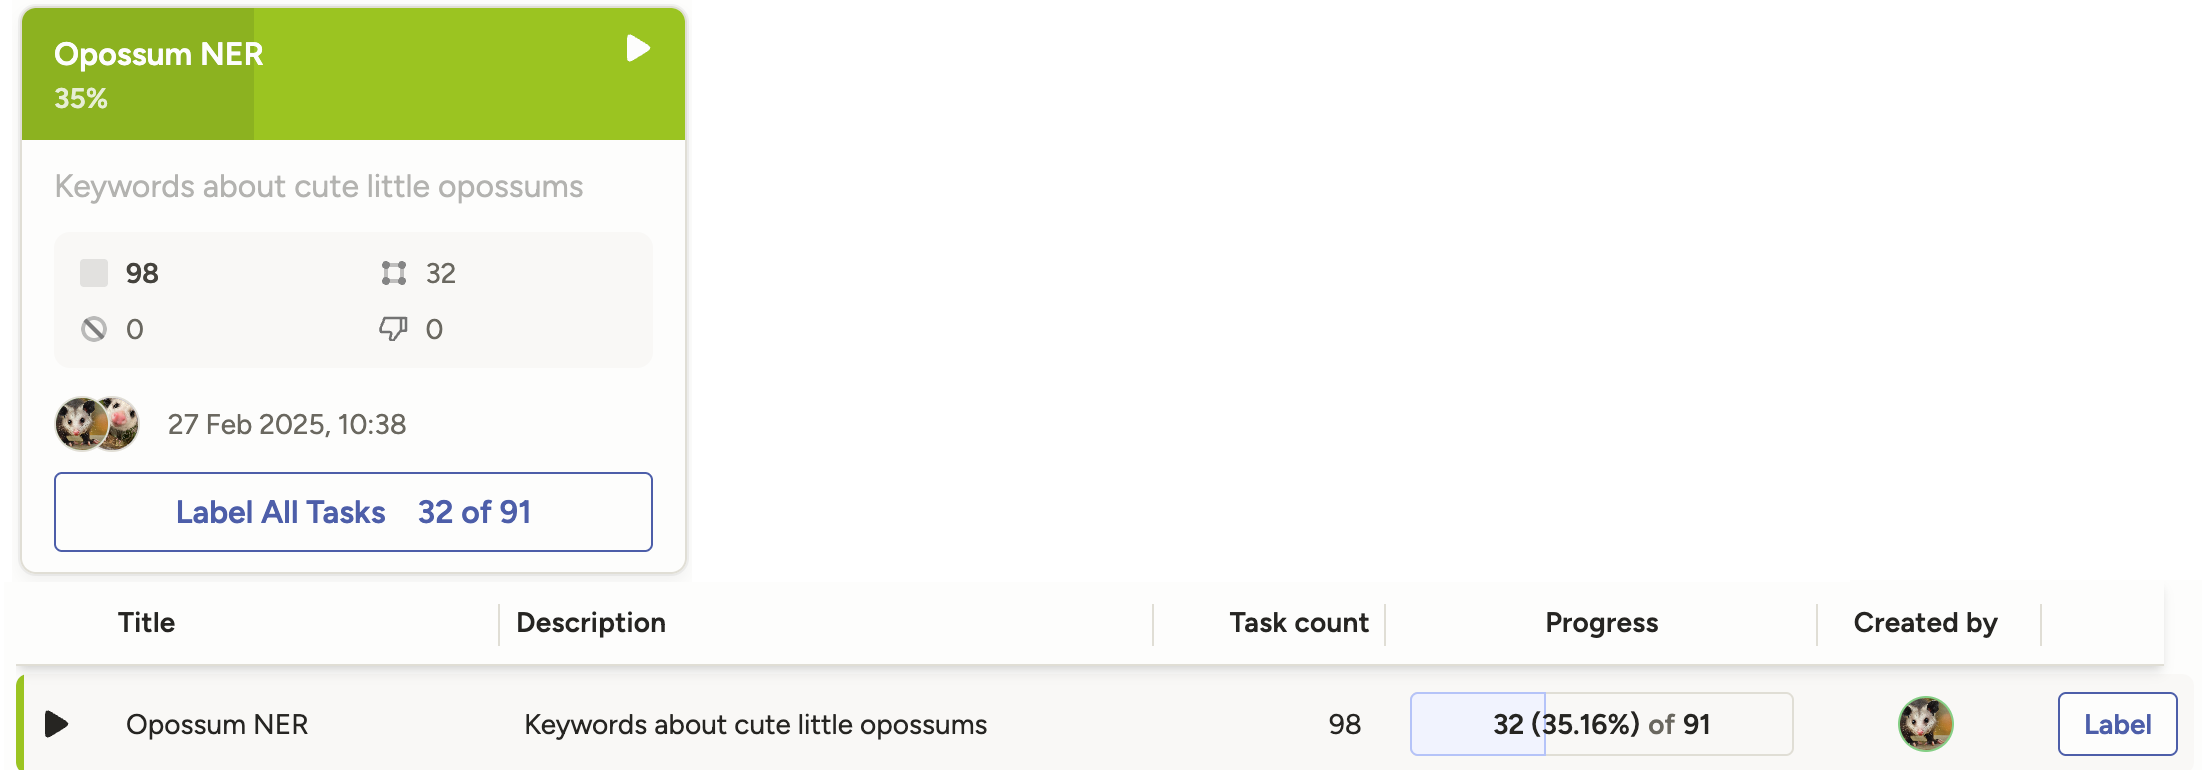 Opossum NER
35%
Keywords about cute little opossums
98 32
0 0
27 Feb 2025, 10:38
Label All Tasks 32 of 91
Title Description Task count Progress Created by
Opossum NER Keywords about cute little opossums 98 32 (35.16%) of 91 Label